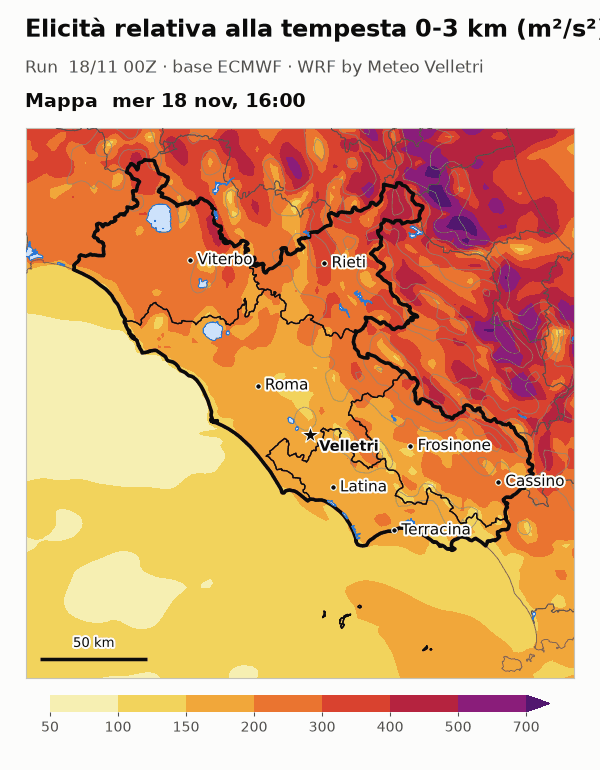 Elicità relativa alla tempesta 0-3 km (m²/s²)
Run 18/11 00Z · base ECMWF · WRF by Meteo Velletri
Mappa mer 18 nov, 16:00
Viterbo
Rieti
Roma
Velletri
Frosinone
Cassino
Latina
Terracina
50 km
50 100 150 200 300 400 500 700